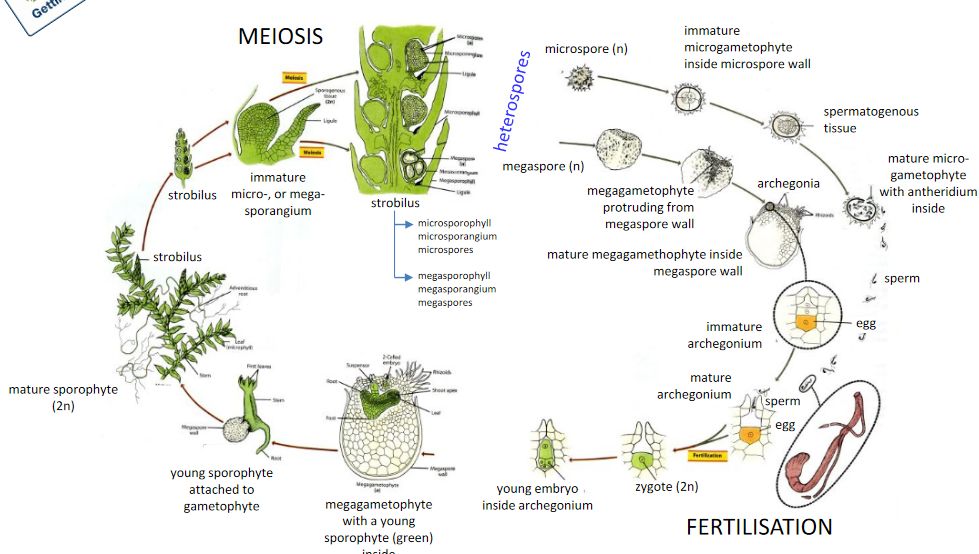 Getti
MEIOSIS
Meiosis
Sporogenous
tissue
(2n)
Ligule
Meiosis
strobilus
immature
micro-, or mega-
sporangium
Ligule
Microsporophyll
Megasporophyll
Ligule
strobilus
microsporophyll
microsporangium
microspores
megasporophyll
megasporangium
megaspores
heterospores
microspore (n)
immature
microgametophyte
inside microspore wall
spermatogenous
tissue
mature micro-
gametophyte
with antheridium
inside
megaspore (n)
megagametophyte
protruding from
megaspore wall
archegonia
Rhizoids
mature megagamethophyte inside
megaspore wall
sperm
egg
immature
archegonium
mature
archegonium
sperm
egg
Fertilization
zygote (2n)
young embryo
inside archegonium
FERTILISATION
strobilus
Adventitious
root
Leaf
(microphyll)
Stem
mature sporophyte
(2n)
First leaves
Stem
Megaspore
wall
Root
young sporophyte
attached to
gametophyte
Suspensor
2-Celled
embryo
Rhizoids
Root
Shoot apex
Leaf
Foot
Megaspore
wall
Megagametophyte
(n)
megagametophyte
with a young
sporophyte (green)
inside